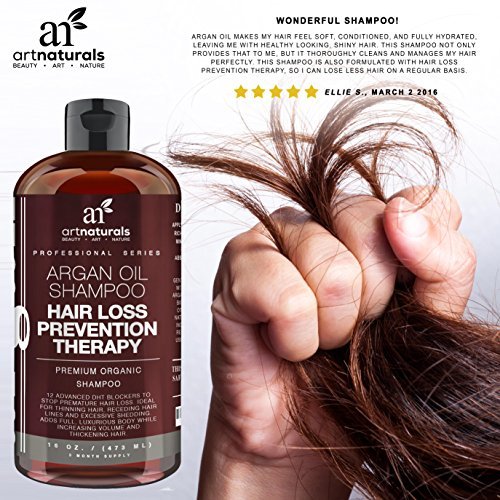 an
artnaturals
BEAUTY • ART • NATURE
WONDERFUL SHAMPOO!
ARGAN OIL MAKES MY HAIR FEEL SOFT, CONDITIONED, AND FULLY HYDRATED,
LEAVING ME WITH HEALTHY LOOKING, SHINY HAIR. THIS SHAMPOO NOT ONLY
PROVIDES THAT TO ME, BUT IT THOROUGHLY CLEANS AND MANAGES MY HAIR
PERFECTLY. THIS SHAMPOO IS ALSO FORMULATED WITH HAIR LOSS
PREVENTION THERAPY, SO I CAN LOSE LESS HAIR ON A REGULAR BASIS.
ELLIE S., MARCH 2 2016
an
artnaturals
BEAUTY • ART • NATURE
PROFESSIONAL SERIES
ARGAN OIL
SHAMPOO
HAIR LOSS
PREVENTION
THERAPY
PREMIUM ORGANIC
SHAMPOO
12 ADVANCED DHT BLOCKERS TO
STOP PREMATURE HAIR LOSS. IDEAL
FOR THINNING HAIR, RECEDING HAIR
LINES AND EXCESSIVE SHEDDING
ADDS FULL, LUXURIOUS BODY WHILE
INCREASING VOLUME AND
THICKENING HAIR
16 OZ. / (473 ML)
3 MONTH SUPPLY